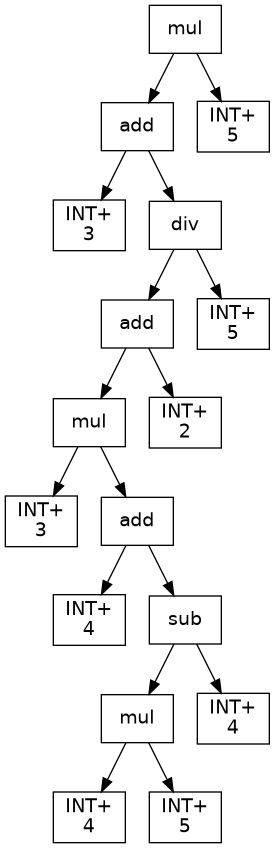 mul
add
INT+
5
INT+
3
div
add
INT+
5
mul
INT+
2
INT+
3
add
INT+
4
sub
mul
INT+
4
INT+
4
INT+
5